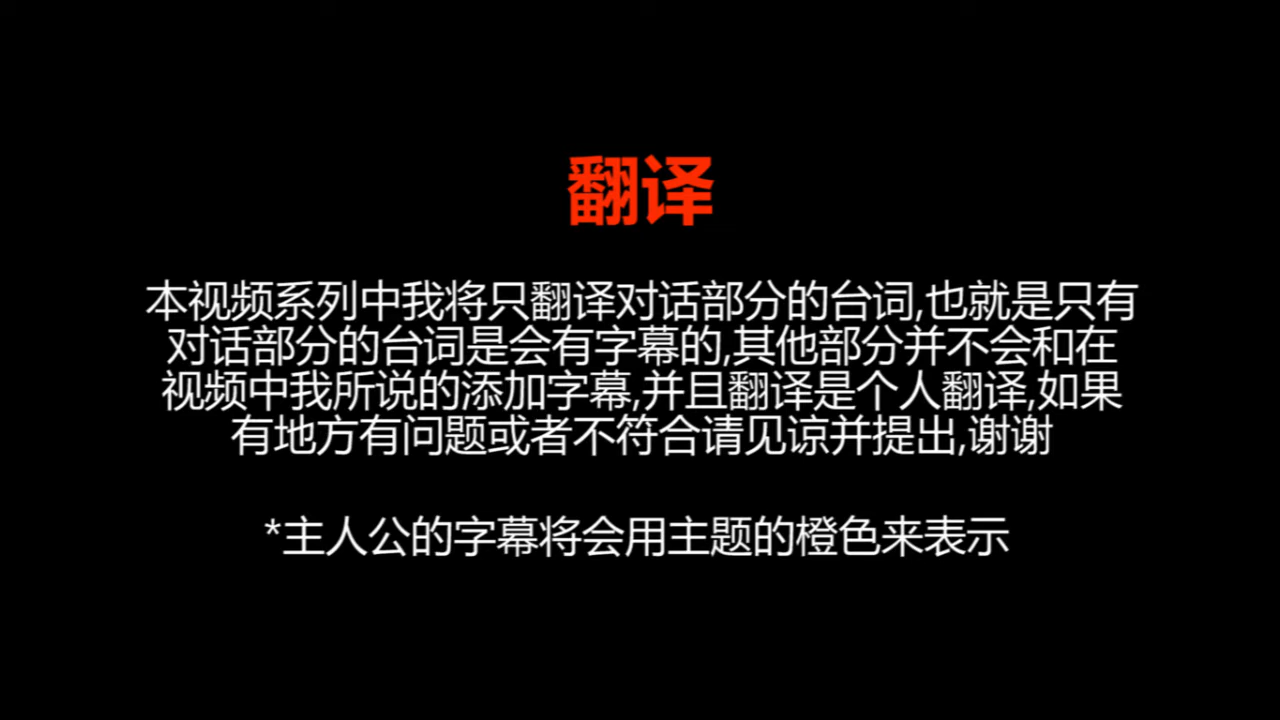 翻译
本视频系列中我将只翻译对话部分的台词,也就是只有
对话部分的台词是会有字幕的,其他部分并不会和在
视频中我所说的添加字幕,并且翻译是个人翻译,如果
有地方有问题或者不符合请见谅并提出,谢谢
*主人公的字幕将会用主题的橙色来表示